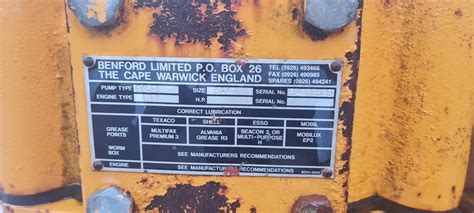 BENFORD LIMITED P.O. BOX 26 TEL (0926) 493466
THE CAPE WARWICK ENGLAND FAX (0926) 490985
SPARES (0926) 494241
PUMP TYPE SERIAL No.
ENGINE TYPE H.P. SERIAL No.
CORRECT LUBRICATION
TEXACO SHELL ESSO MOBIL
GREASE POINTS MULTIFAX PREMIUM 3 ALVANIA GREASE R3 BEACON 2 OR MULTI-PURPOSE H MOBILUX EP2
WORM BOX SEE MANUFACTURERS RECOMMENDATIONS
ENGINE SEE MANUFACTURERS RECOMMENDATIONS